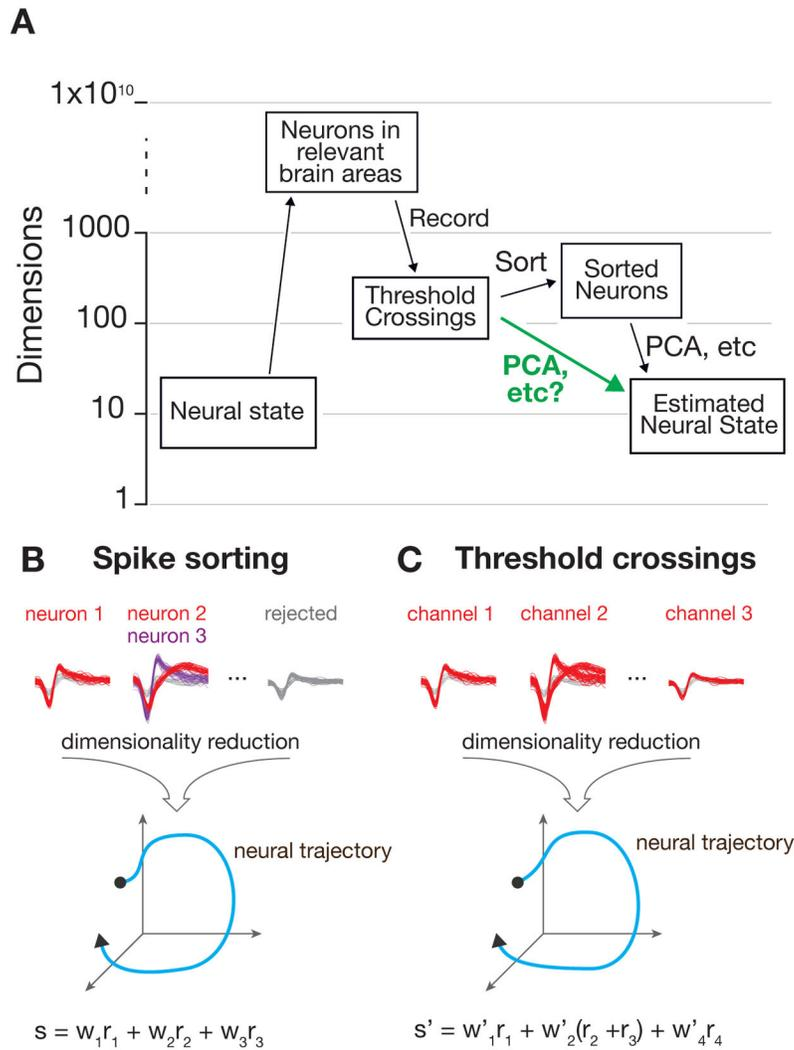 A
1x10¹⁰
Neurons in
relevant
brain areas
Record
1000
Dimensions
Sort
Sorted
Neurons
Threshold
Crossings
100
PCA, etc
PCA,
etc?
Neural state
10
Estimated
Neural State
1
B Spike sorting
neuron 1
neuron 2
neuron 3
rejected
...
dimensionality reduction
neural trajectory
s = w₁r₁ + w₂r₂ + w₃r₃
C Threshold crossings
channel 1
channel 2
channel 3
...
dimensionality reduction
neural trajectory
s' = w'₁r₁ + w'₂(r₂ +r₃) + w'₄r₄